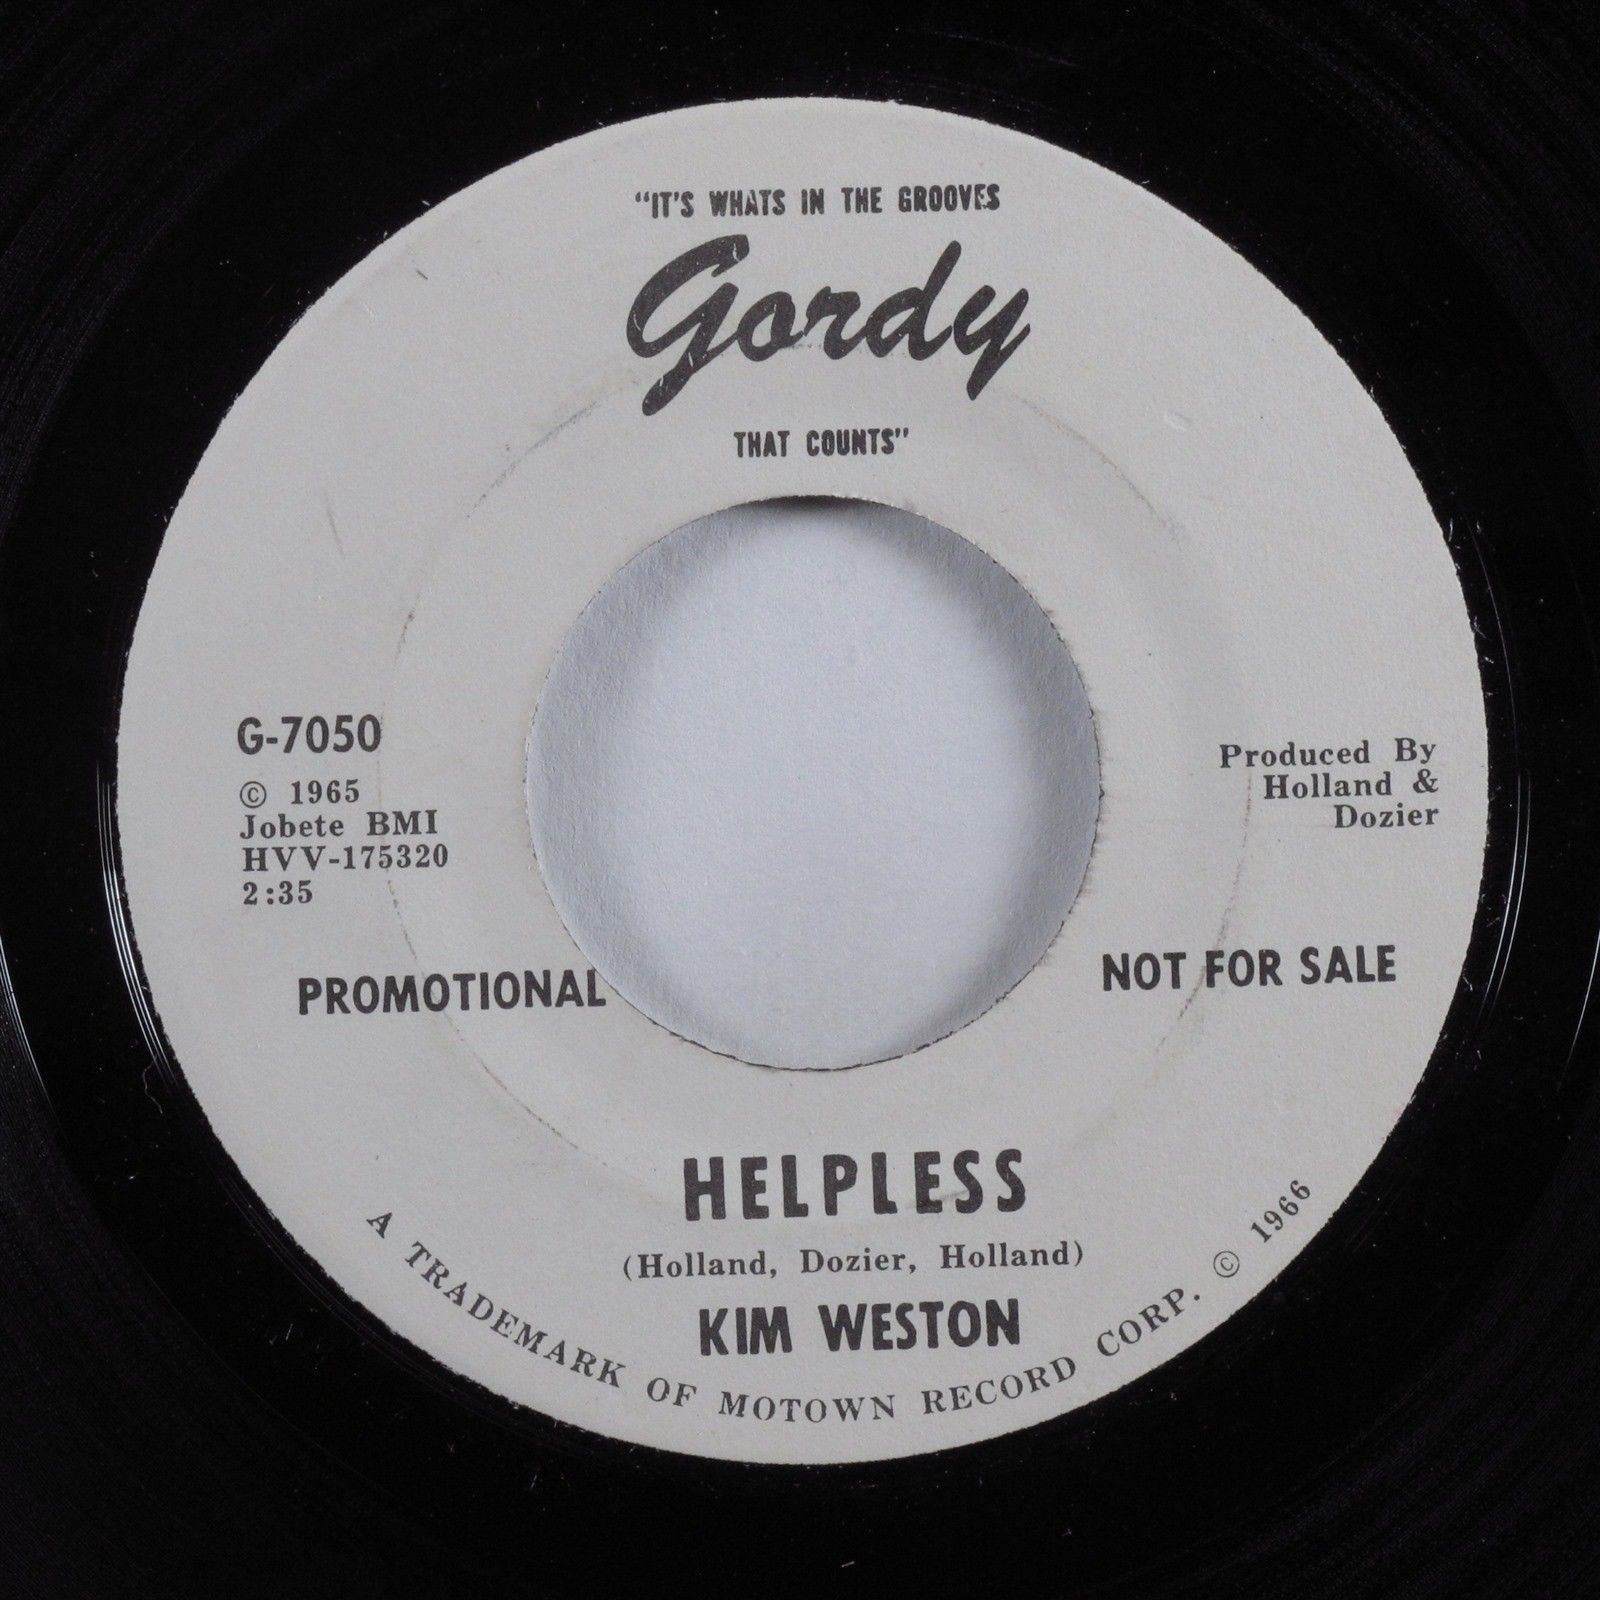 "IT'S WHATS IN THE GROOVES
Gordy
THAT COUNTS"
G-7050
© 1965
Jobete BMI
HVV-175320
2:35
Produced By
Holland &
Dozier
PROMOTIONAL
NOT FOR SALE
HELPLESS
(Holland, Dozier, Holland)
KIM WESTON
A TRADEMARK OF MOTOWN RECORD CORP. © 1966